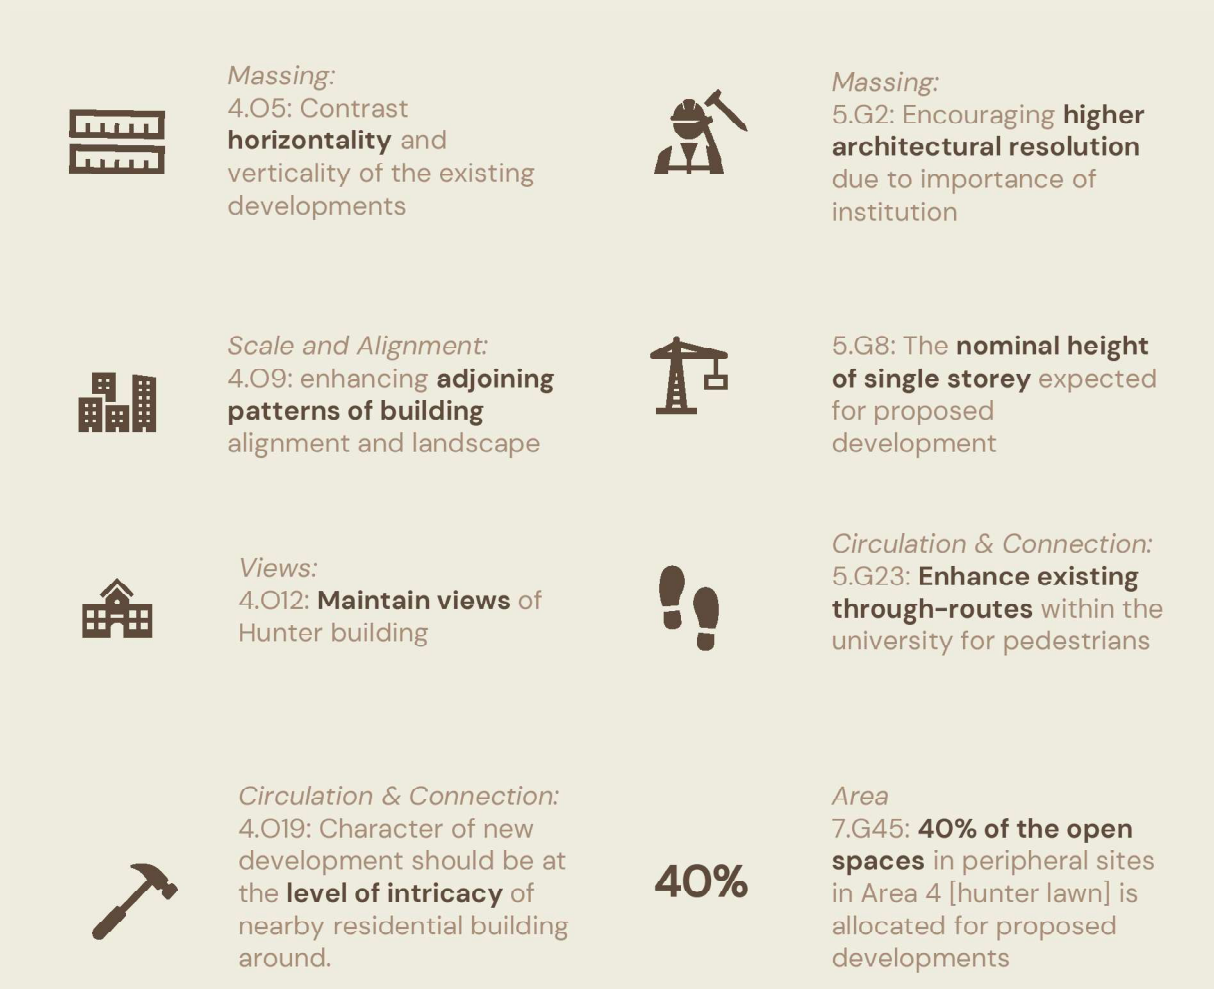 Massing:
4.O5: Contrast
horizontality and
verticality of the existing
developments
Massing:
5.G2: Encouraging higher
architectural resolution
due to importance of
institution
Scale and Alignment:
4.O9: enhancing adjoining
patterns of building
alignment and landscape
5.G8: The nominal height
of single storey expected
for proposed
development
Views:
4.O12: Maintain views of
Hunter building
Circulation & Connection:
5.G23: Enhance existing
through-routes within the
university for pedestrians
Circulation & Connection:
4.O19: Character of new
development should be at
the level of intricacy of
nearby residential building
around.
40%
Area
7.G45: 40% of the open
spaces in peripheral sites
in Area 4 [hunter lawn] is
allocated for proposed
developments